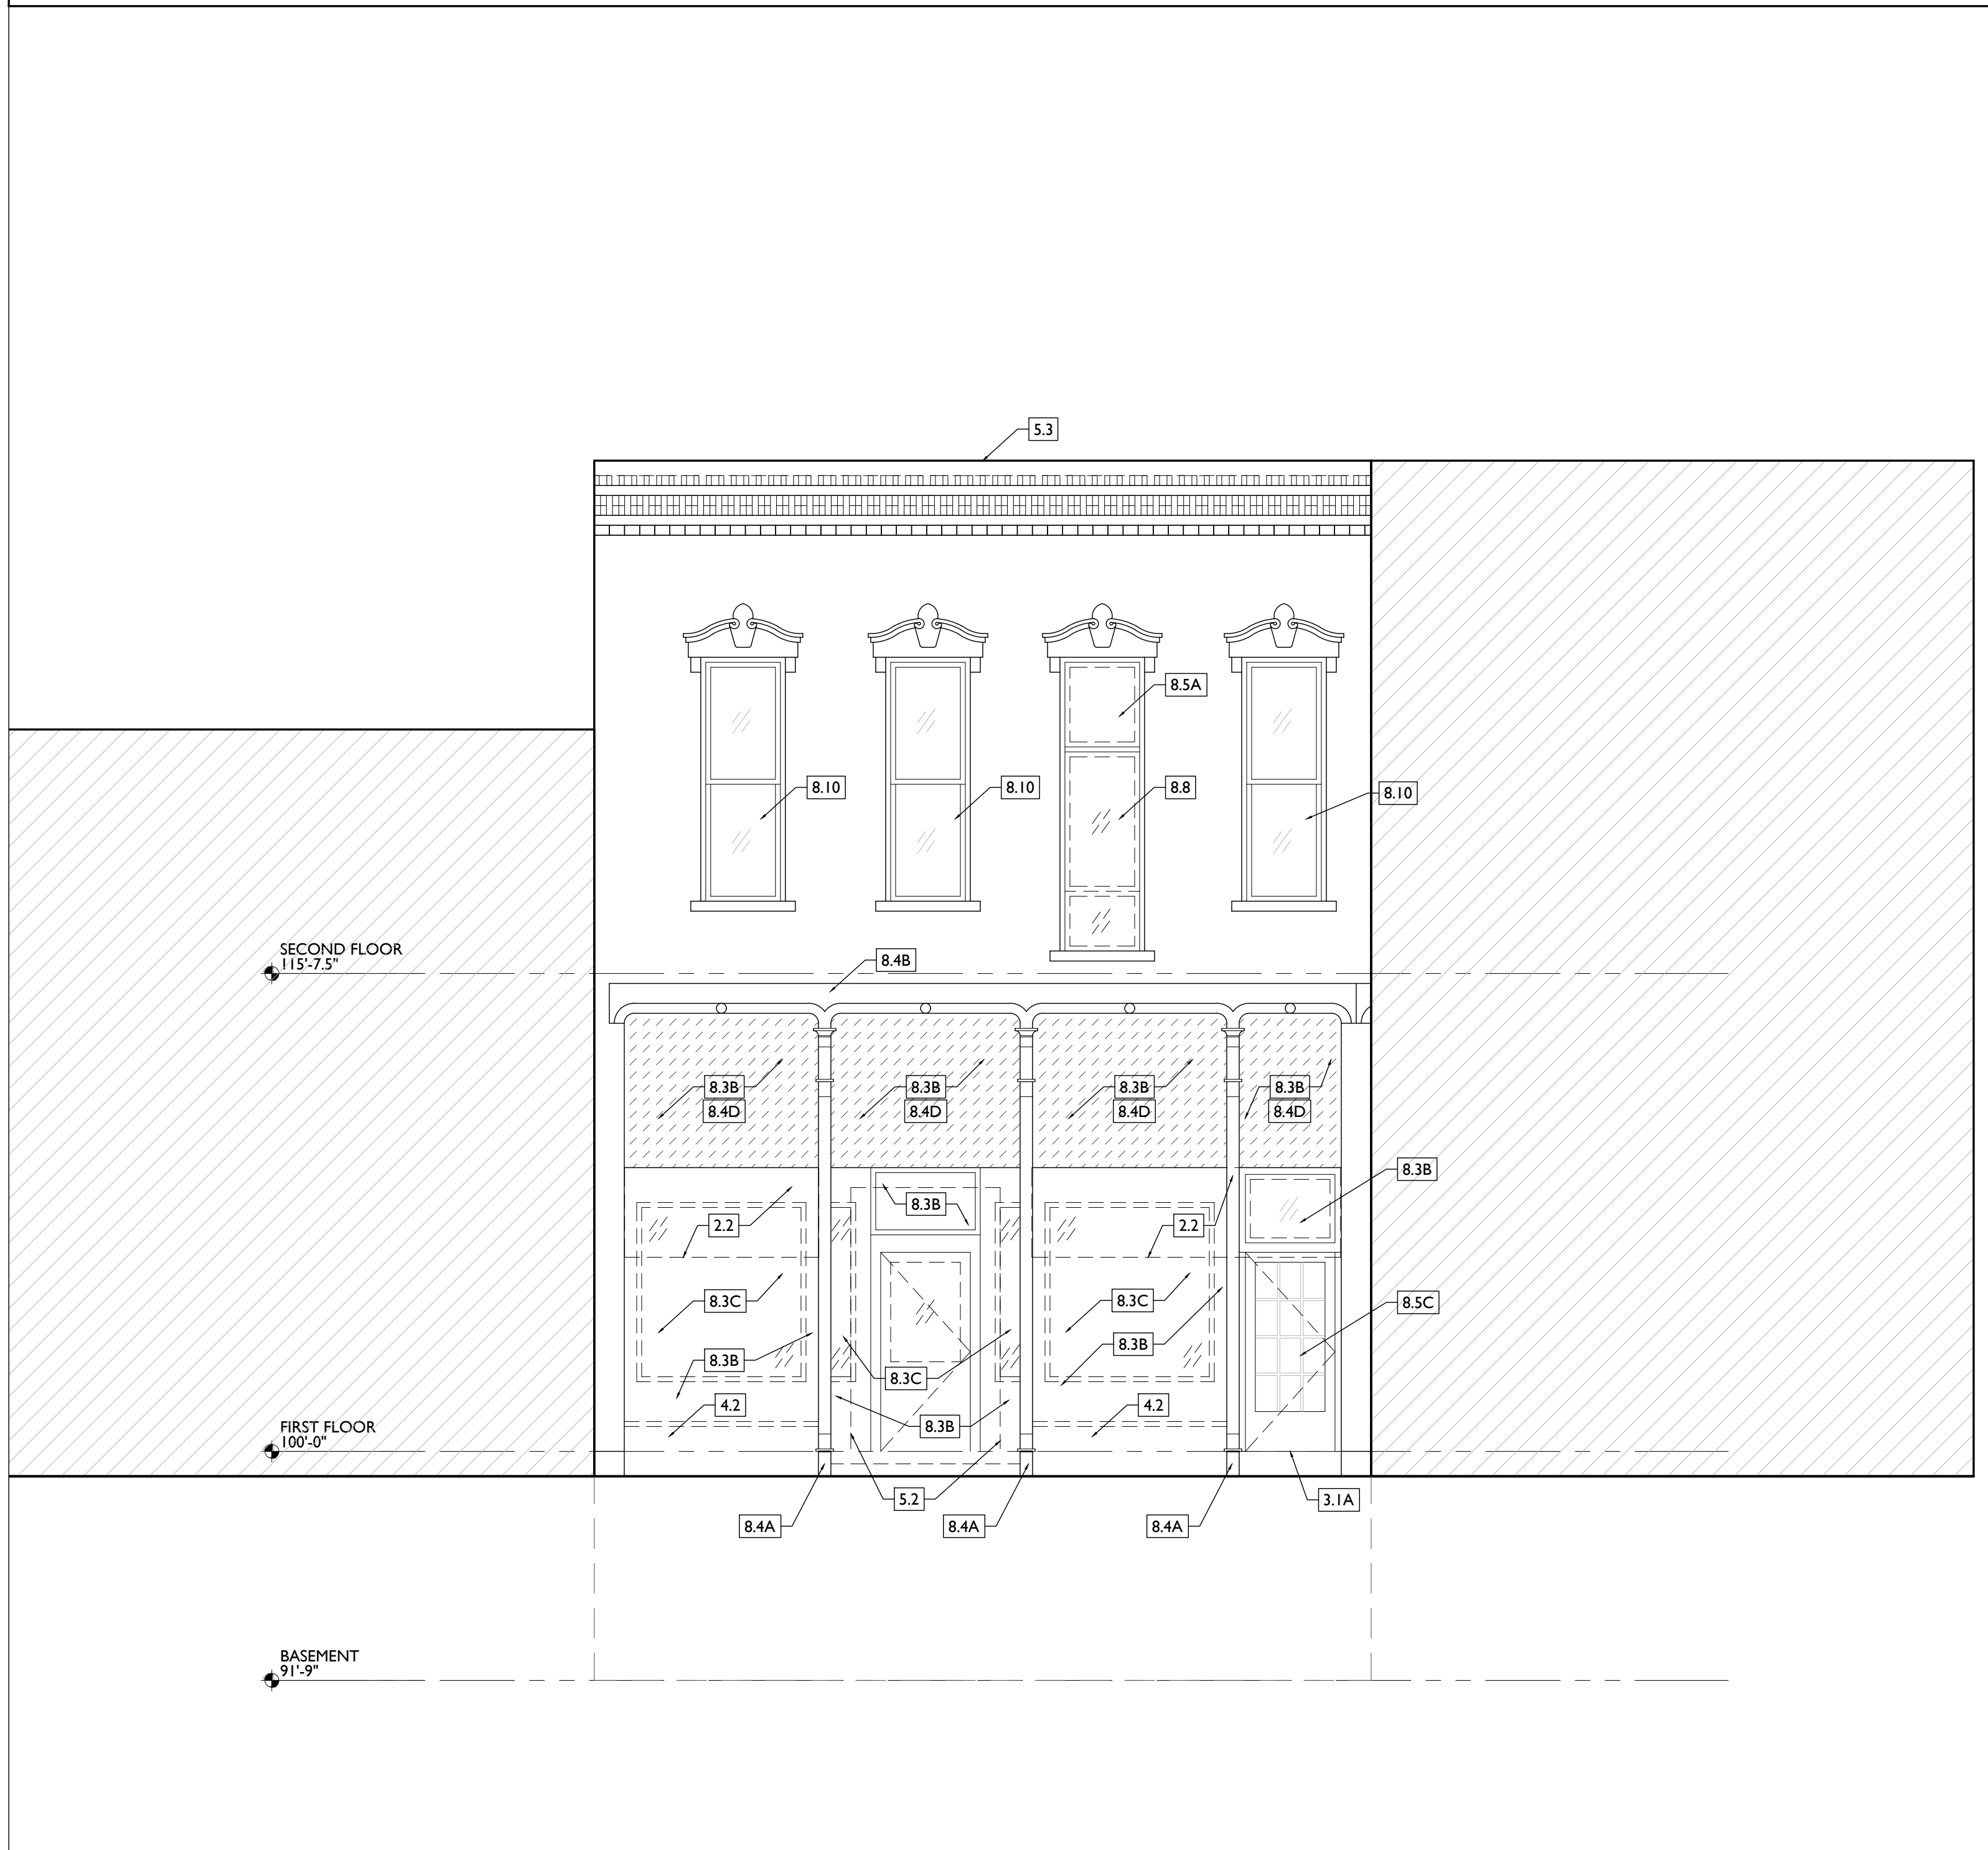 5.3
8.5A
8.10
8.10
8.8
8.10
SECOND FLOOR
115'-7.5"
8.4B
8.3B
8.3B
8.3B
8.3B
8.4D
8.4D
8.4D
8.4D
8.3B
8.3B
2.2
2.2
8.3C
8.3C
8.5C
8.3B
8.3B
8.3C
4.2
4.2
8.3B
FIRST FLOOR
100'-0"
5.2
3.1A
8.4A
8.4A
8.4A
BASEMENT
91'-9"